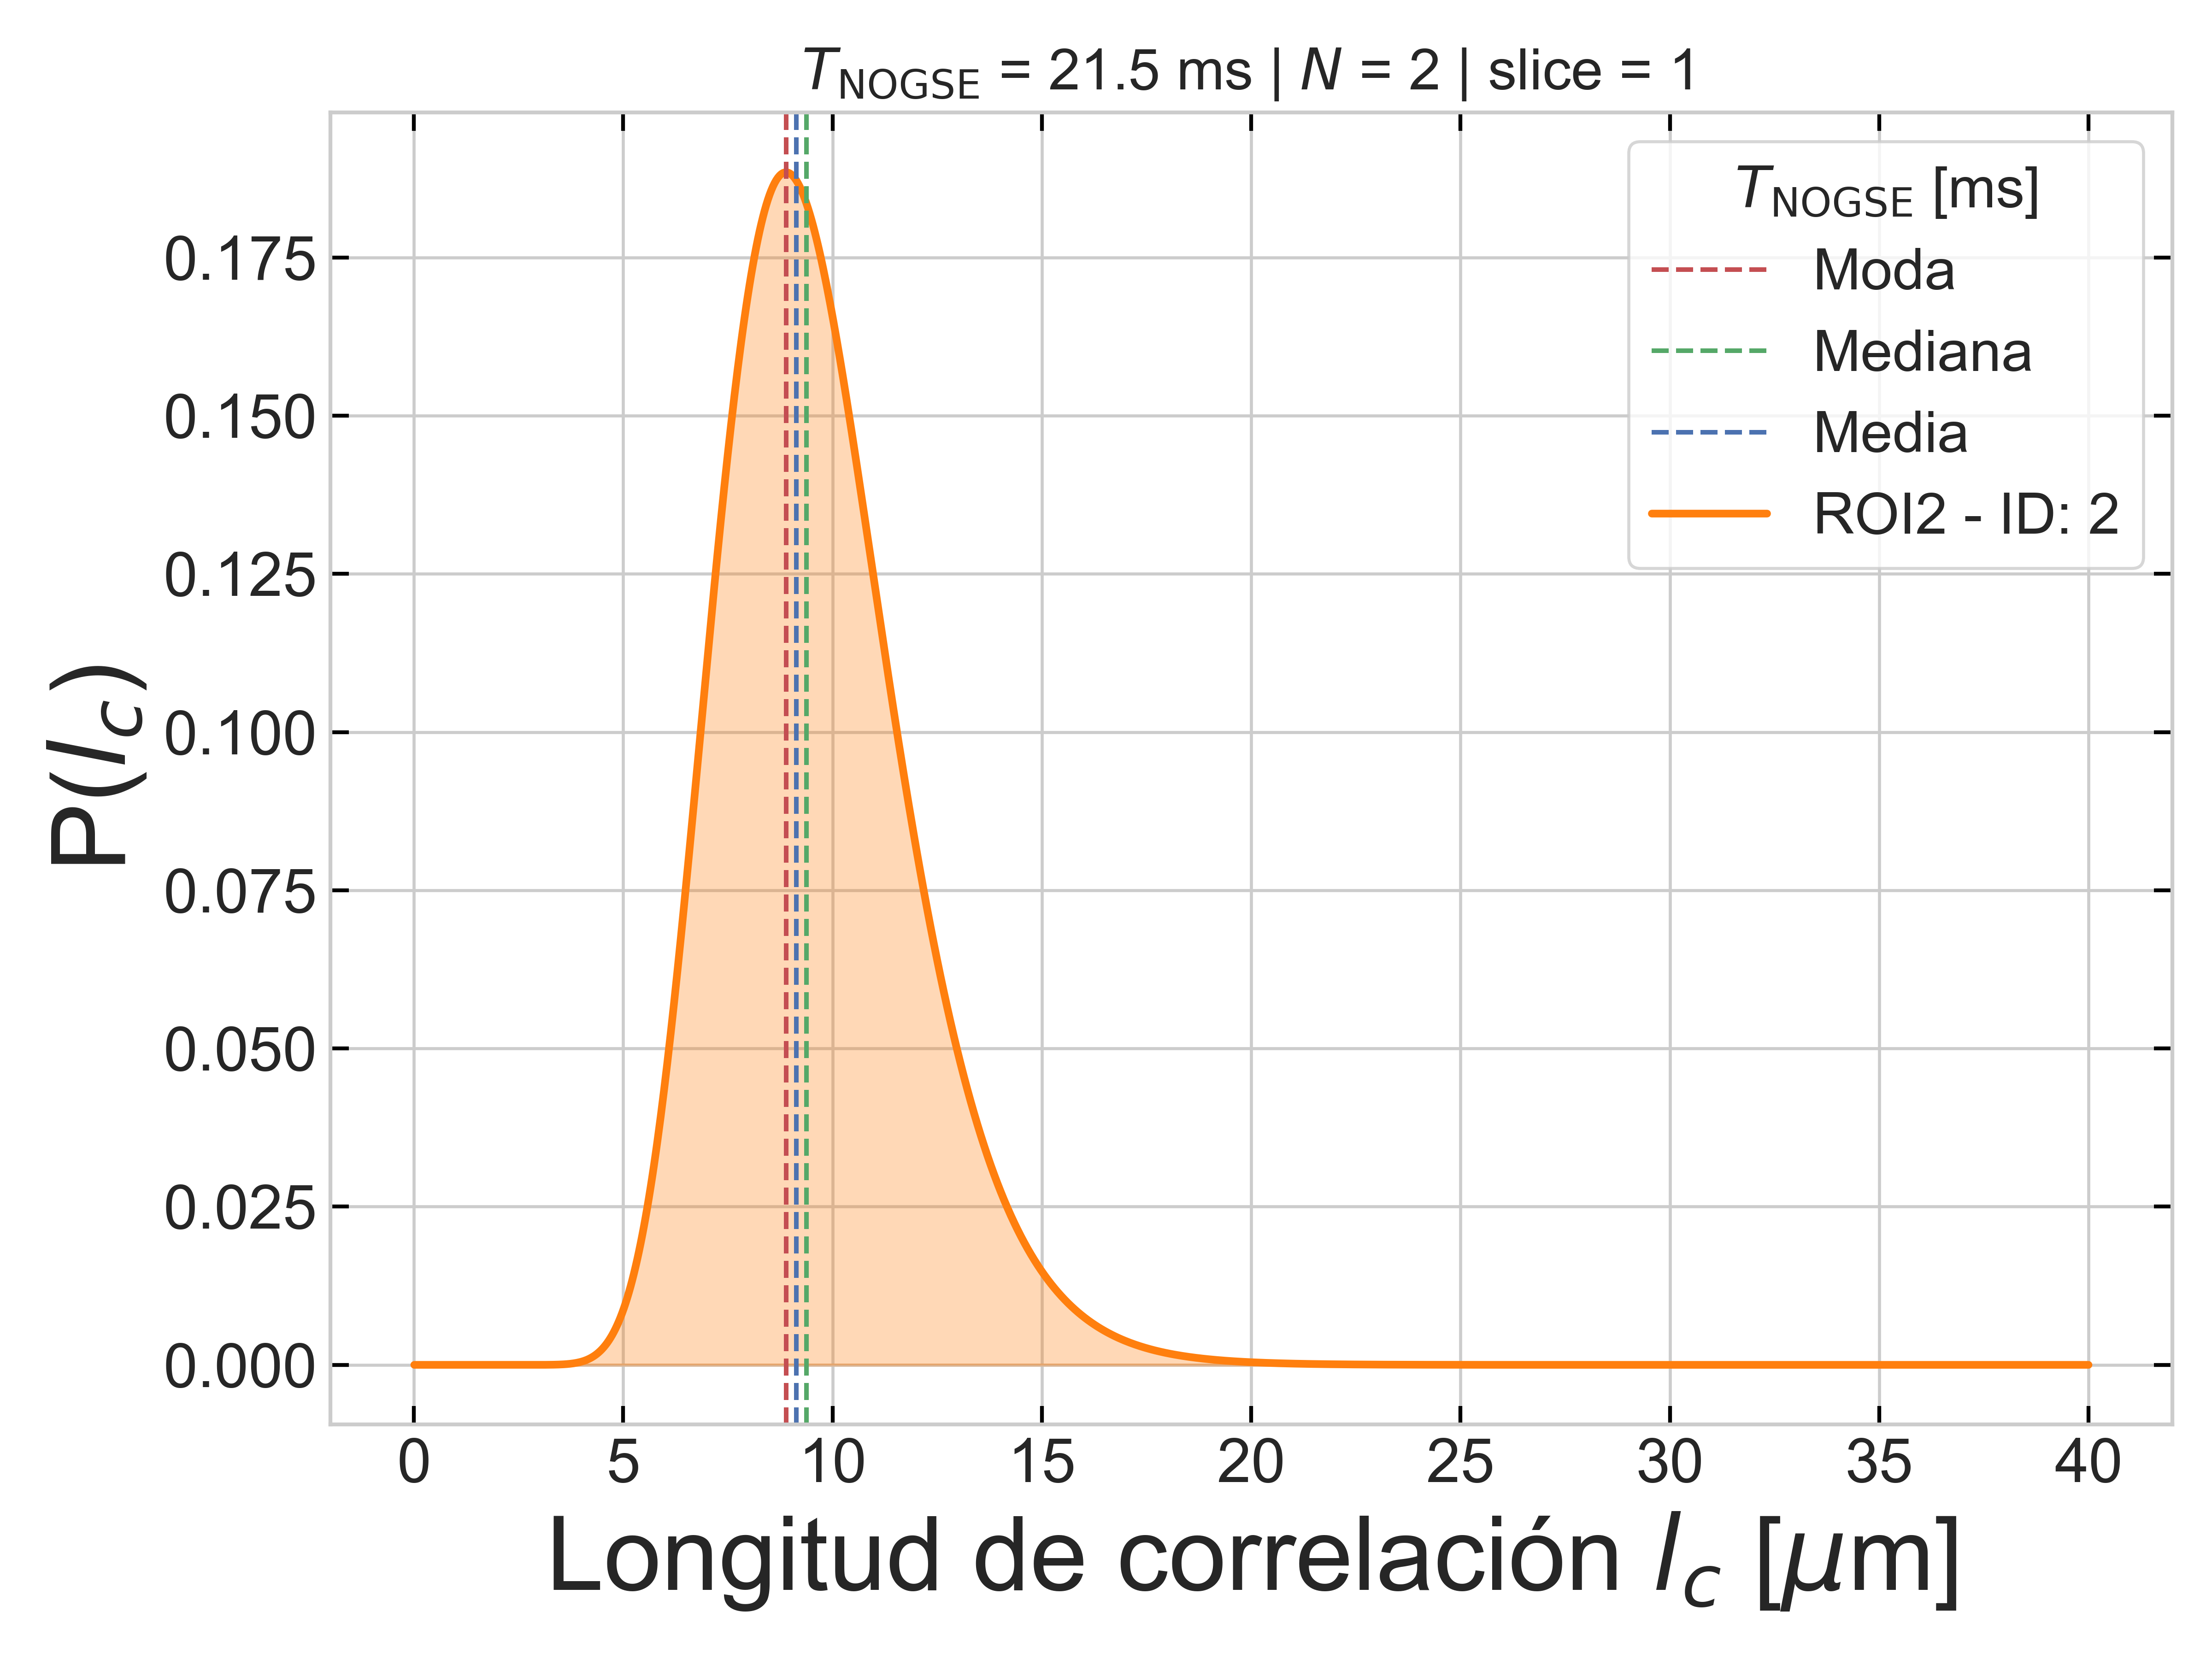 T_NOGSE = 21.5 ms | N = 2 | slice = 1
T_NOGSE [ms]
Moda
Mediana
Media
ROI2 - ID: 2
P(l_c)
0.175
0.150
0.125
0.100
0.075
0.050
0.025
0.000
0 5 10 15 20 25 30 35 40
Longitud de correlación l_c [μm]